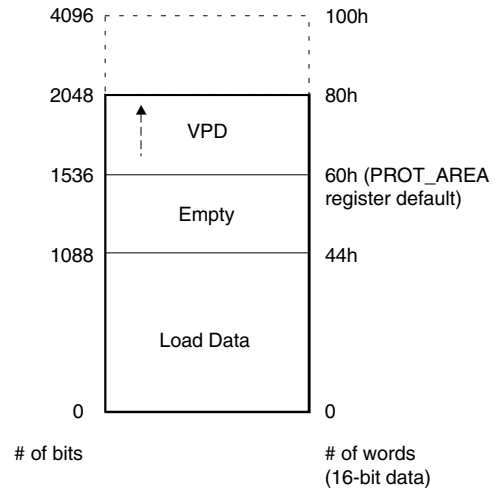 4096
100h
2048
80h
VPD
1536
60h (PROT_AREA
register default)
Empty
1088
44h
Load Data
0
0
# of bits
# of words
(16-bit data)